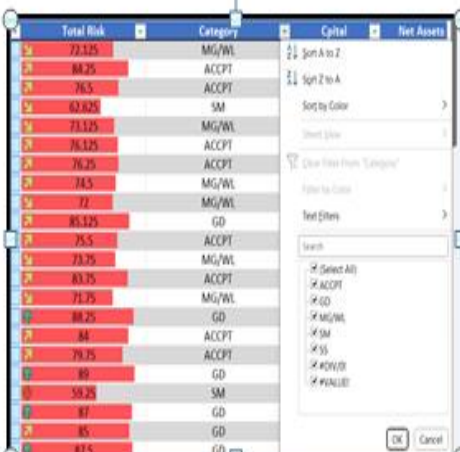 Total Risk Category Cpital Net Assets
72.125 MG/WL
84.25 ACCPT
76.5 ACCPT
62.625 SM
73.125 MG/WL
76.125 ACCPT
76.25 ACCPT
74.5 MG/WL
72 MG/WL
85.125 GD
75.5 ACCPT
73.75 MG/WL
83.75 ACCPT
71.75 MG/WL
88.25 GD
84 ACCPT
79.75 ACCPT
89 GD
59.25 SM
87 GD
85 GD
87.5 GD
Sort A to Z
Sort Z to A
Sort by Color
Sheet View
Clear Filter From "Category"
Filter by Color
Text Filters
Search
(Select All)
ACCPT
GD
MG/WL
SM
SS
#DIV/0!
#VALUE!
OK Cancel